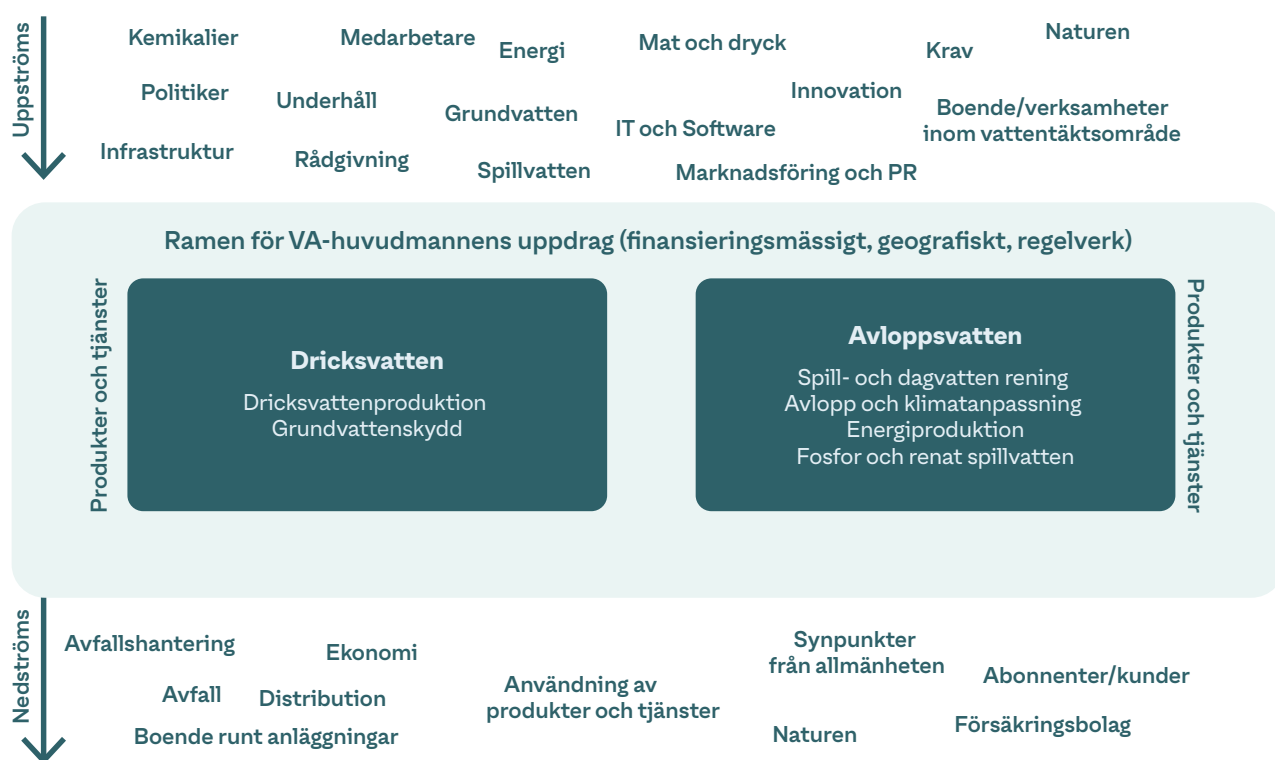 Uppströms
Kemikalier
Medarbetare
Energi
Mat och dryck
Krav
Naturen
Politiker
Underhåll
Grundvatten
Innovation
IT och Software
Boende/verksamheter
inom vattentäktsområde
Infrastruktur
Rådgivning
Spillvatten
Marknadsföring och PR
Ramen för VA-huvudmannens uppdrag (finansieringsmässigt, geografiskt, regelverk)
Produkter och tjänster
Dricksvatten
Dricksvattenproduktion
Grundvattenskydd
Avloppsvatten
Spill- och dagvatten rening
Avlopp och klimatanpassning
Energiproduktion
Fosfor och renat spillvatten
Produkter och tjänster
Nedströms
Avfallshantering
Ekonomi
Synpunkter
från allmänheten
Abonnenter/kunder
Avfall
Distribution
Användning av
produkter och tjänster
Boende runt anläggningar
Naturen
Försäkringsbolag